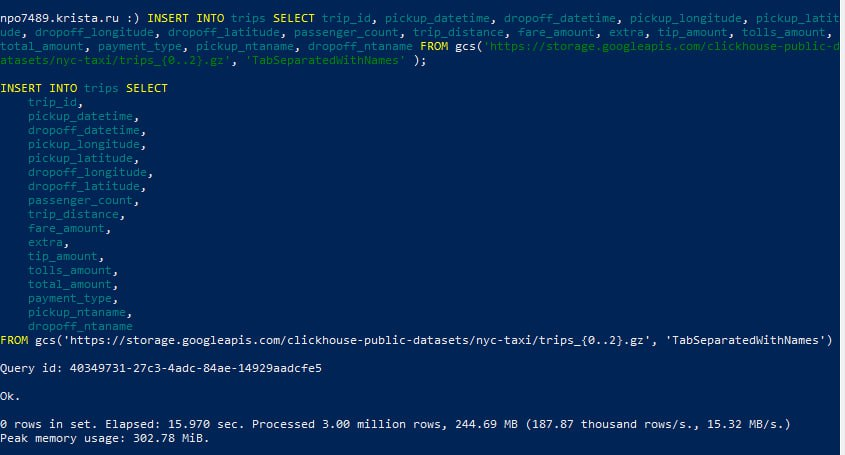 npo7489.krista.ru :) INSERT INTO trips SELECT trip_id, pickup_datetime, dropoff_datetime, pickup_longitude, pickup_latit
ude, dropoff_longitude, dropoff_latitude, passenger_count, trip_distance, fare_amount, extra, tip_amount, tolls_amount,
total_amount, payment_type, pickup_ntaname, dropoff_ntaname FROM gcs('https://storage.googleapis.com/clickhouse-public-d
atasets/nyc-taxi/trips_{0..2}.gz', 'TabSeparatedWithNames' );
INSERT INTO trips SELECT
trip_id,
pickup_datetime,
dropoff_datetime,
pickup_longitude,
pickup_latitude,
dropoff_longitude,
dropoff_latitude,
passenger_count,
trip_distance,
fare_amount,
extra,
tip_amount,
tolls_amount,
total_amount,
payment_type,
pickup_ntaname,
dropoff_ntaname
FROM gcs('https://storage.googleapis.com/clickhouse-public-datasets/nyc-taxi/trips_{0..2}.gz', 'TabSeparatedWithNames')
Query id: 40349731-27c3-4adc-84ae-14929aadcfe5
Ok.
0 rows in set. Elapsed: 15.970 sec. Processed 3.00 million rows, 244.69 MB (187.87 thousand rows/s., 15.32 MB/s.)
Peak memory usage: 302.78 MiB.